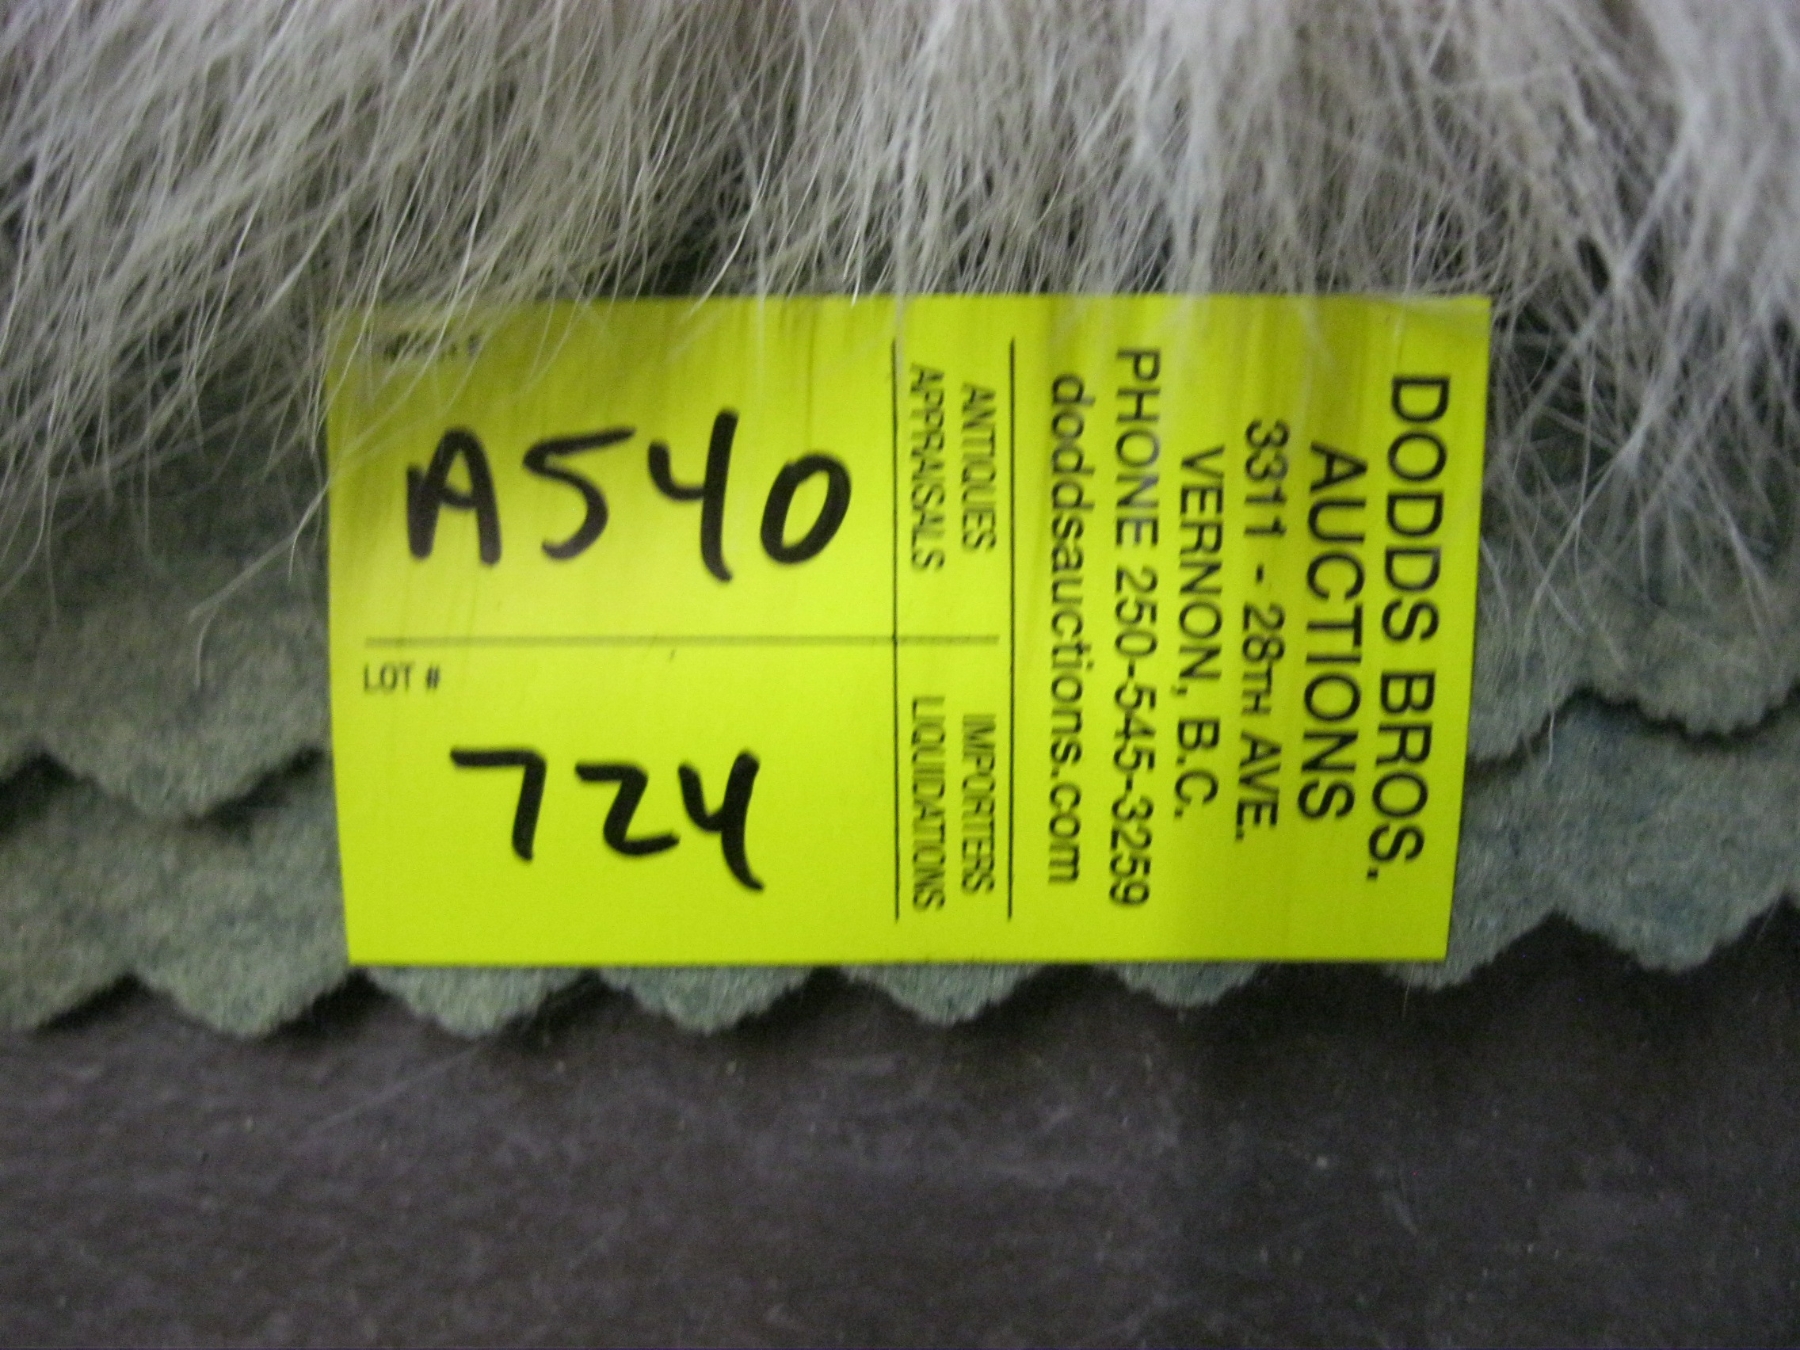 A540
LOT #
724
DODDS BROS.
AUCTIONS
3311 - 28TH AVE.
VERNON, B.C.
PHONE 250-545-3259
doddsauctions.com
ANTIQUES IMPORTERS
APPRAISALS LIQUIDATIONS